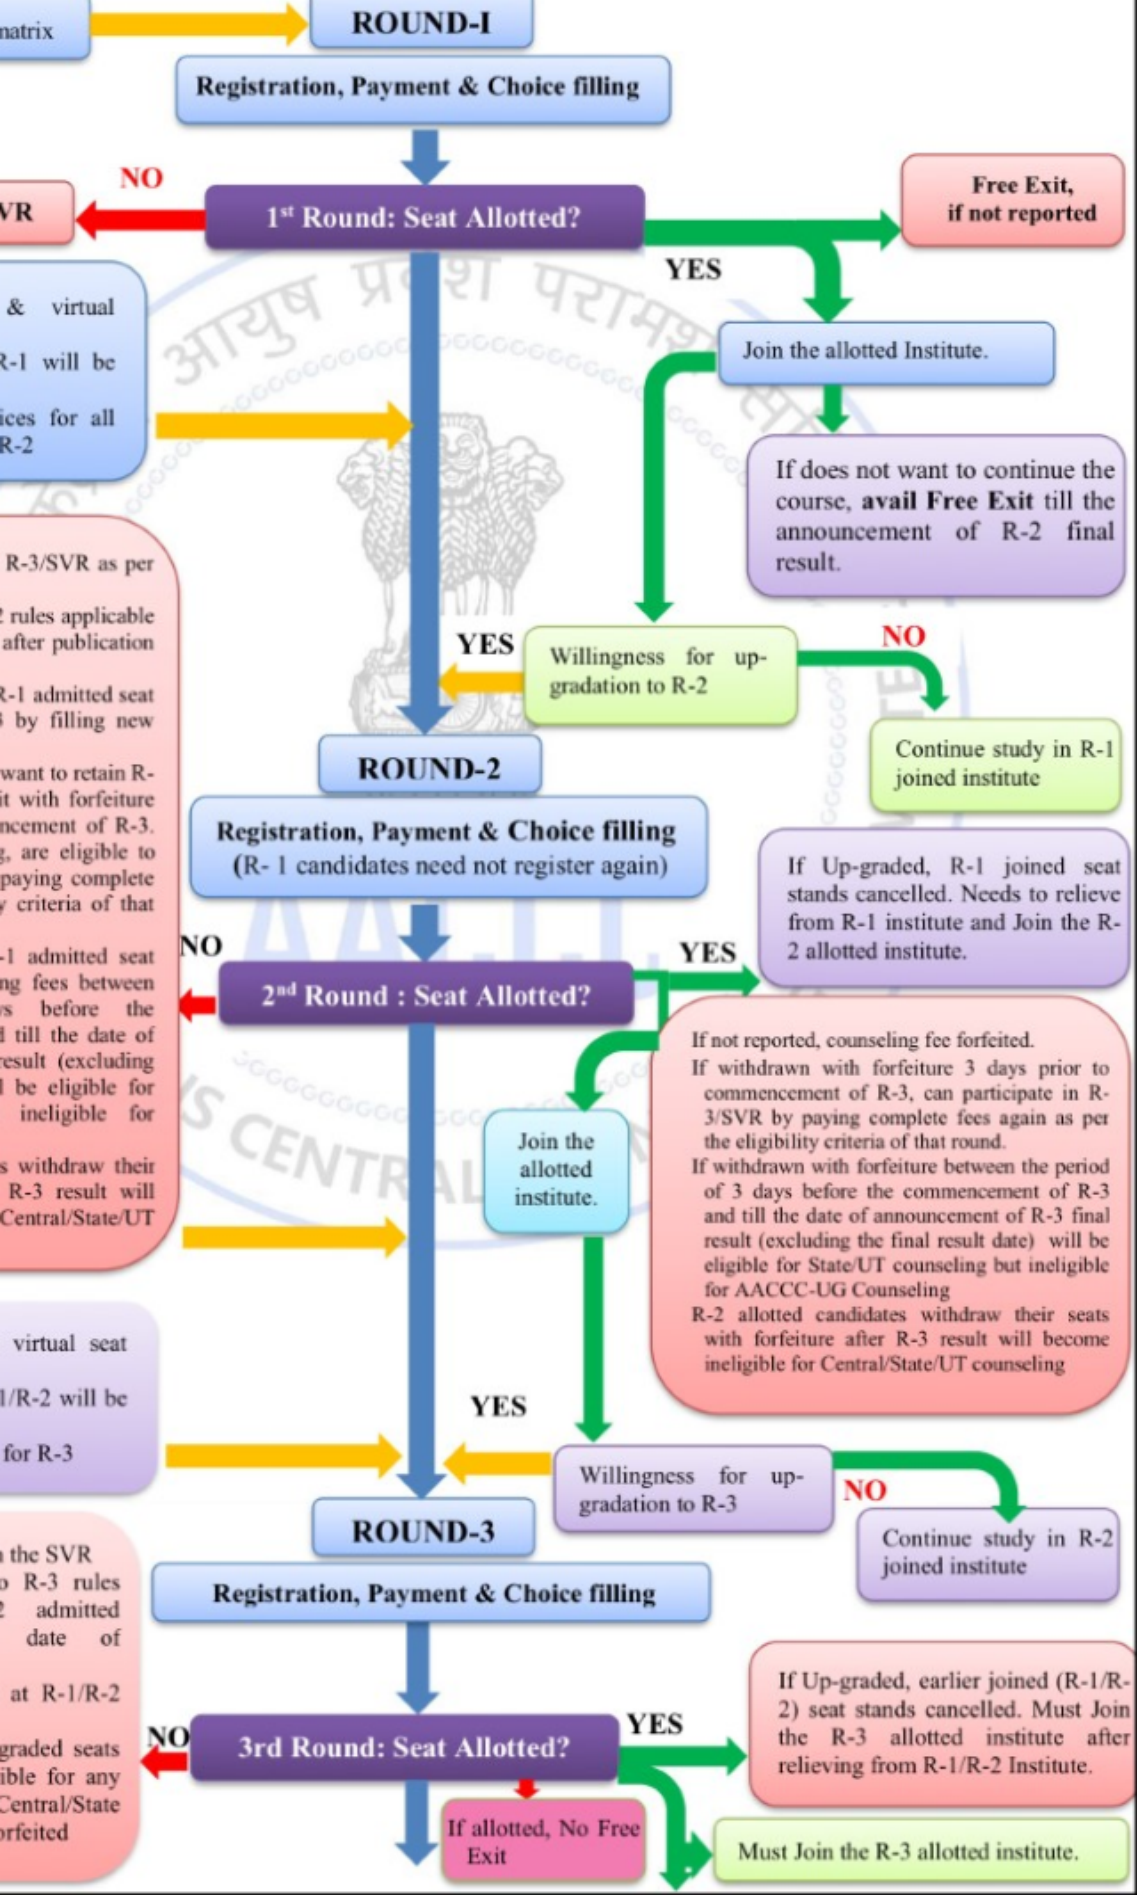 matrix
ROUND-I
Registration, Payment & Choice filling
NO
VR
1st Round: Seat Allotted?
Free Exit,
if not reported
YES
& virtual
R-1 will be
ices for all
R-2
आयुष प्रवेश परामर्श
Join the allotted Institute.
If does not want to continue the
course, avail Free Exit till the
announcement of R-2 final
result.
YES
Willingness for up-
gradation to R-2
NO
Continue study in R-1
joined institute
R-3/SVR as per
2 rules applicable
after publication
R-1 admitted seat
3 by filling new
want to retain R-
it with forfeiture
ncement of R-3.
g, are eligible to
paying complete
y criteria of that
-1 admitted seat
ng fees between
ys before the
d till the date of
result (excluding
l be eligible for
ineligible for
s withdraw their
R-3 result will
Central/State/UT
ROUND-2
Registration, Payment & Choice filling
(R- 1 candidates need not register again)
If Up-graded, R-1 joined seat
stands cancelled. Needs to relieve
from R-1 institute and Join the R-
2 allotted institute.
NO
2nd Round : Seat Allotted?
YES
CENTRAL
If not reported, counseling fee forfeited.
If withdrawn with forfeiture 3 days prior to
commencement of R-3, can participate in R-
3/SVR by paying complete fees again as per
the eligibility criteria of that round.
If withdrawn with forfeiture between the period
of 3 days before the commencement of R-3
and till the date of announcement of R-3 final
result (excluding the final result date) will be
eligible for State/UT counseling but ineligible
for AACCC-UG Counseling
R-2 allotted candidates withdraw their seats
with forfeiture after R-3 result will become
ineligible for Central/State/UT counseling
Join the
allotted
institute.
virtual seat
1/R-2 will be
for R-3
YES
Willingness for up-
gradation to R-3
NO
Continue study in R-2
joined institute
ROUND-3
Registration, Payment & Choice filling
n the SVR
o R-3 rules
2 admitted
date of
at R-1/R-2
graded seats
ible for any
Central/State
orfeited
NO
3rd Round: Seat Allotted?
YES
If Up-graded, earlier joined (R-1/R-
2) seat stands cancelled. Must Join
the R-3 allotted institute after
relieving from R-1/R-2 Institute.
If allotted, No Free
Exit
Must Join the R-3 allotted institute.